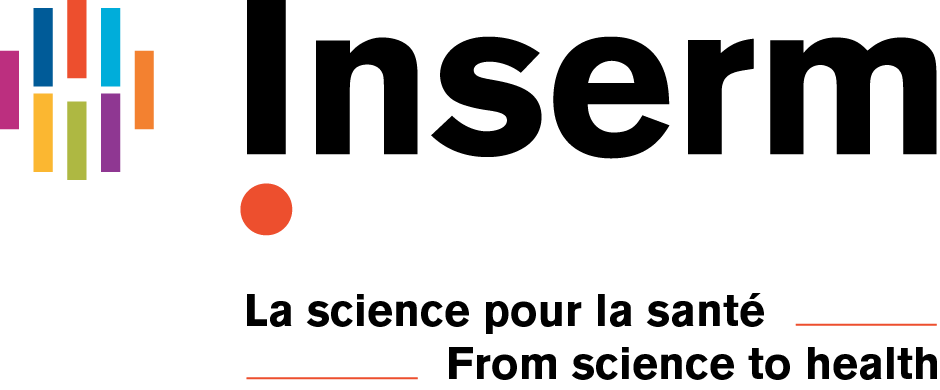 Inserm
La science pour la santé
From science to health